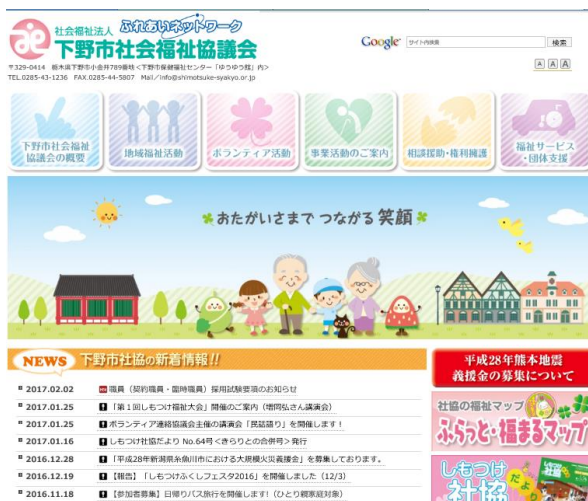 社会福祉法人 ふれあいネットワーク
下野市社会福祉協議会
〒329-0414 栃木県下野市小金井789番地<下野市保健福祉センター「ゆうゆう館」内>
TEL.0285-43-1236 FAX.0285-44-5807 Mail／info@shimotsuke-syakyo.or.jp
Google サイト内検索 検索
A A A
下野市社会福祉
協議会の概要
地域福祉活動
ボランティア活動
事業活動のご案内
相談援助・権利擁護
福祉サービス
・団体支援
おたがいさまで つながる 笑顔
NEWS 下野市社協の新着情報!!
2017.02.02 職員（契約職員・臨時職員）採用試験要項のお知らせ
2017.01.25 「第１回しもつけ福祉大会」開催のご案内（増岡弘さん講演会）
2017.01.25 ボランティア連絡協議会主催の講演会「民話語り」を開催します！
2017.01.16 しもつけ社協だより No.64号＜きらりとの合併号＞発行
2016.12.28 「平成28年新潟県糸魚川市における大規模火災義援金」を募集しております。
2016.12.19 【報告】「しもつけふくしフェスタ2016」を開催しました（12/3）
2016.11.18 【参加者募集】日帰りバス旅行を開催します!（ひとり親家庭対象）
平成28年熊本地震
義援金の募集について
社協の福祉マップ
ふらっと・福まるマップ
しもつけ
社協
だより